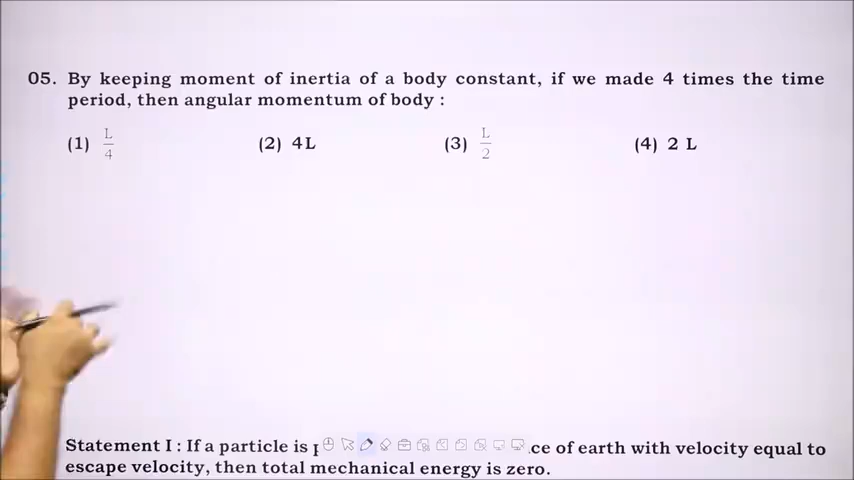 05. By keeping moment of inertia of a body constant, if we made 4 times the time
period, then angular momentum of body :
(1) L/4 (2) 4L (3) L/2 (4) 2 L
Statement I : If a particle is ce of earth with velocity equal to
escape velocity, then total mechanical energy is zero.